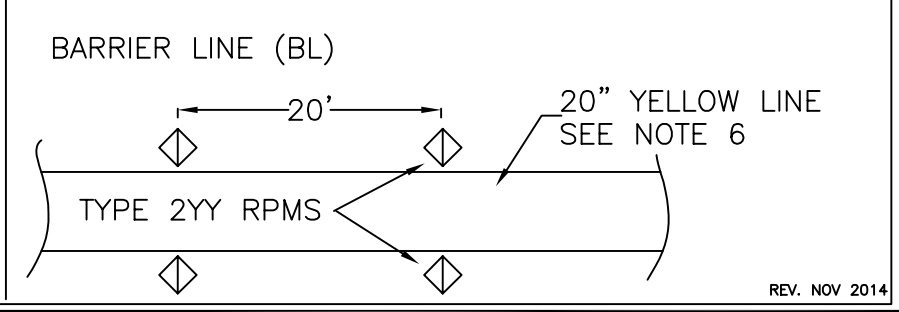 BARRIER LINE (BL)
20'
20" YELLOW LINE
SEE NOTE 6
TYPE 2YY RPMS
REV. NOV 2014